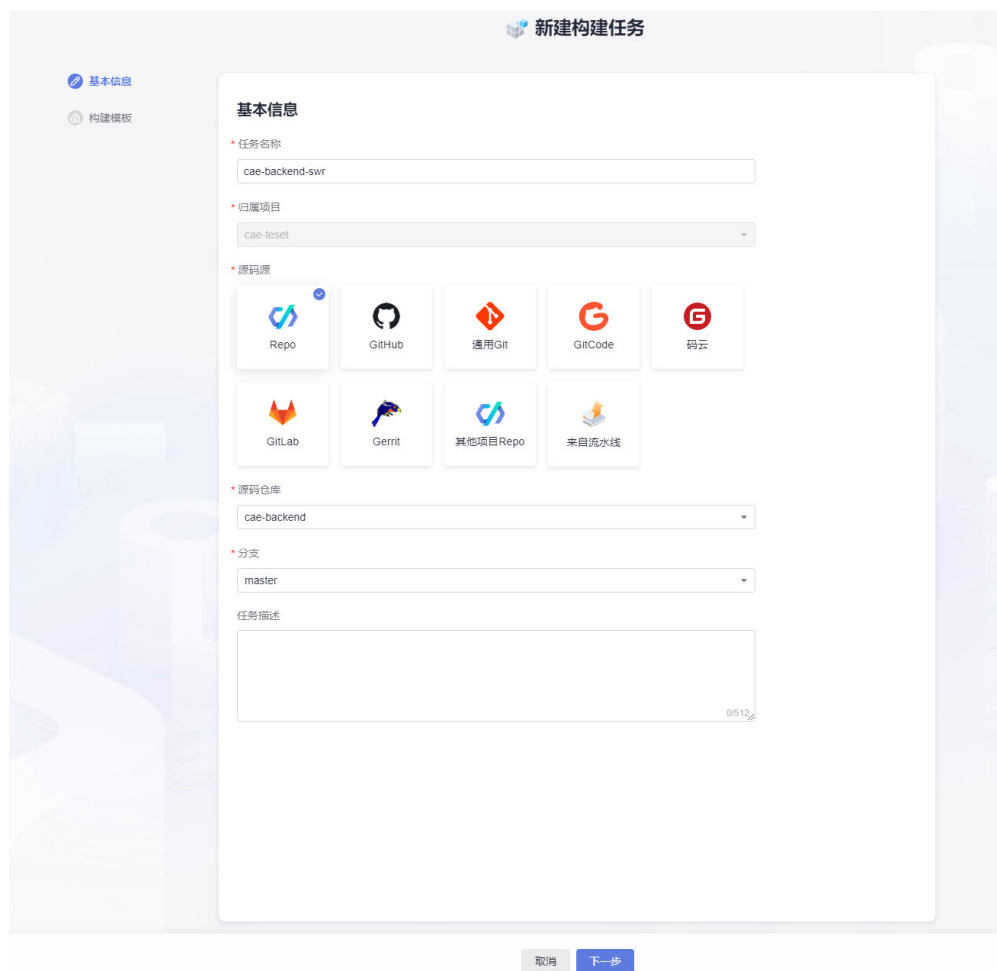 新建构建任务
基本信息
构建模板
基本信息
* 任务名称
cae-backend-swr
* 归属项目
cae-teset
* 源码源
Repo
GitHub
通用Git
GitCode
码云
GitLab
Gerrit
其他项目Repo
来自流水线
* 源码仓库
cae-backend
* 分支
master
任务描述
0/512
取消
下一步